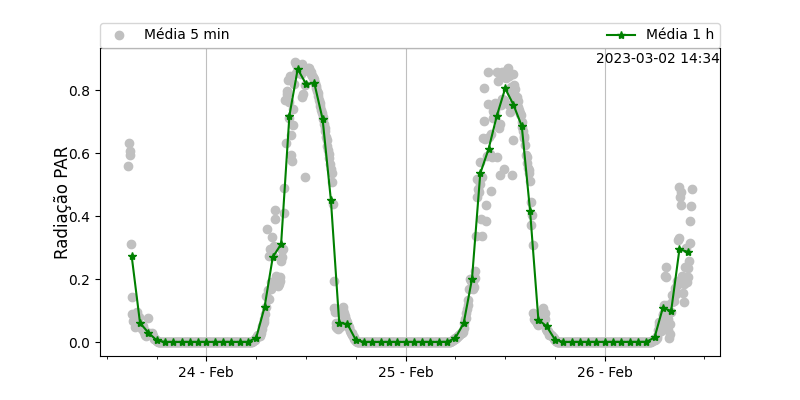 Média 5 min
Média 1 h
2023-03-02 14:34
Radiação PAR
0.8
0.6
0.4
0.2
0.0
24 - Feb
25 - Feb
26 - Feb